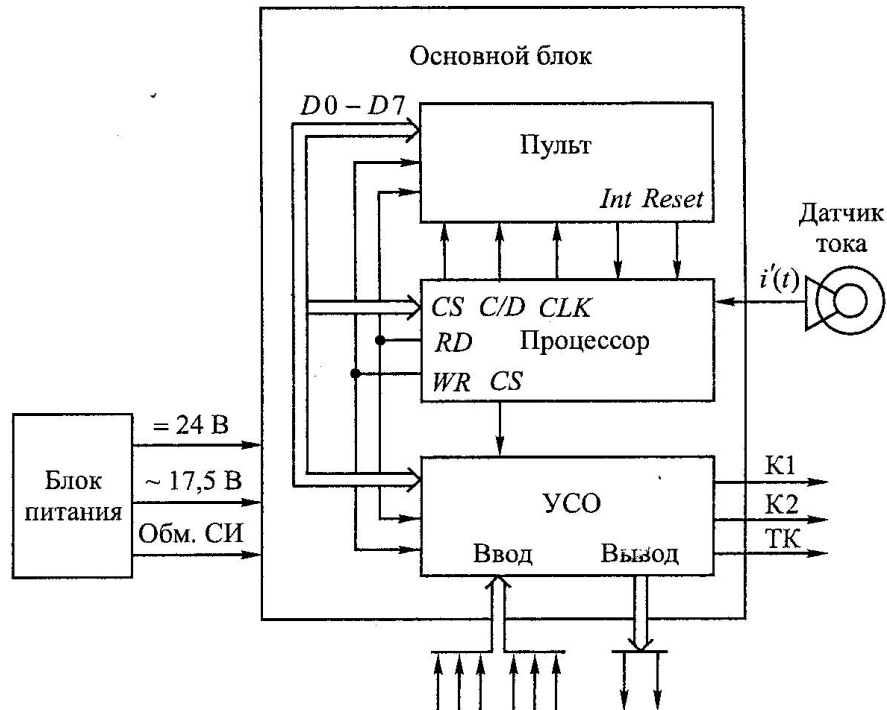 Основной блок
D0 – D7
Пульт
Int Reset
Датчик
тока
i′(t)
CS C/D CLK
RD Процессор
WR CS
= 24 В
~ 17,5 В
Обм. СИ
Блок
питания
УСО
Ввод Вывод
К1
К2
ТК